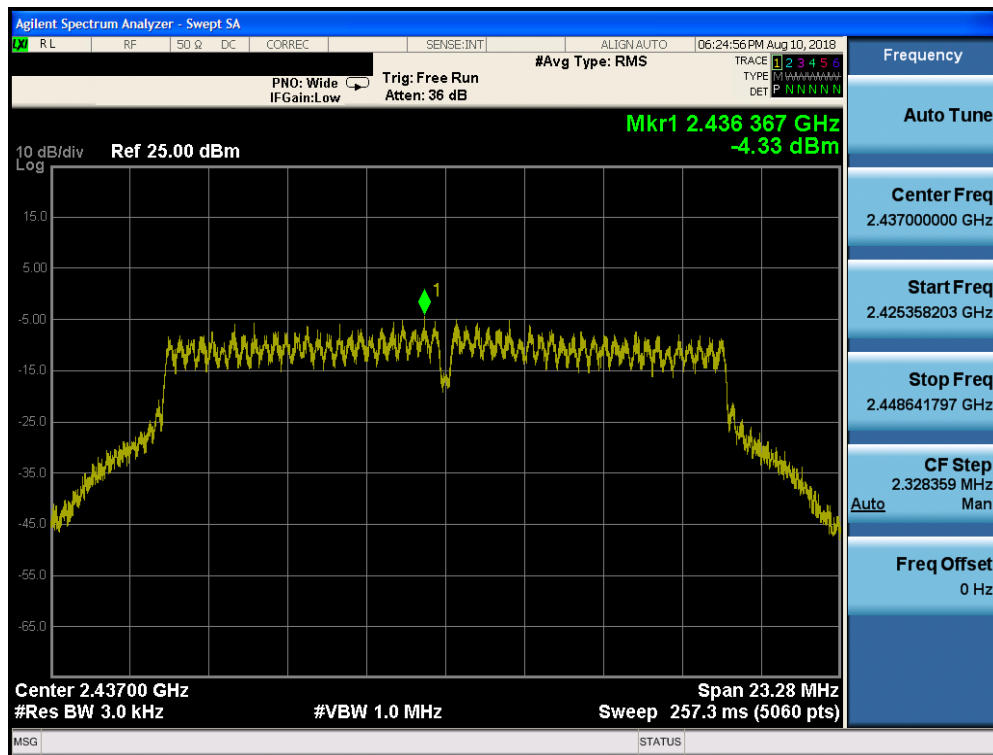 Agilent Spectrum Analyzer - Swept SA
LXI RL RF 50 Ω DC CORREC SENSE:INT ALIGN AUTO 06:24:56 PM Aug 10, 2018
PNO: Wide
IFGain:Low
Trig: Free Run
Atten: 36 dB
#Avg Type: RMS
TRACE 1 2 3 4 5 6
TYPE M
DET P N N N N N
Mkr1 2.436 367 GHz
-4.33 dBm
10 dB/div Ref 25.00 dBm
Log
15.0
5.00
-5.00
-15.0
-25.0
-35.0
-45.0
-55.0
-65.0
1
Center 2.43700 GHz Span 23.28 MHz
#Res BW 3.0 kHz #VBW 1.0 MHz Sweep 257.3 ms (5060 pts)
MSG STATUS
Frequency
Auto Tune
Center Freq
2.437000000 GHz
Start Freq
2.425358203 GHz
Stop Freq
2.448641797 GHz
CF Step
2.328359 MHz
Auto Man
Freq Offset
0 Hz